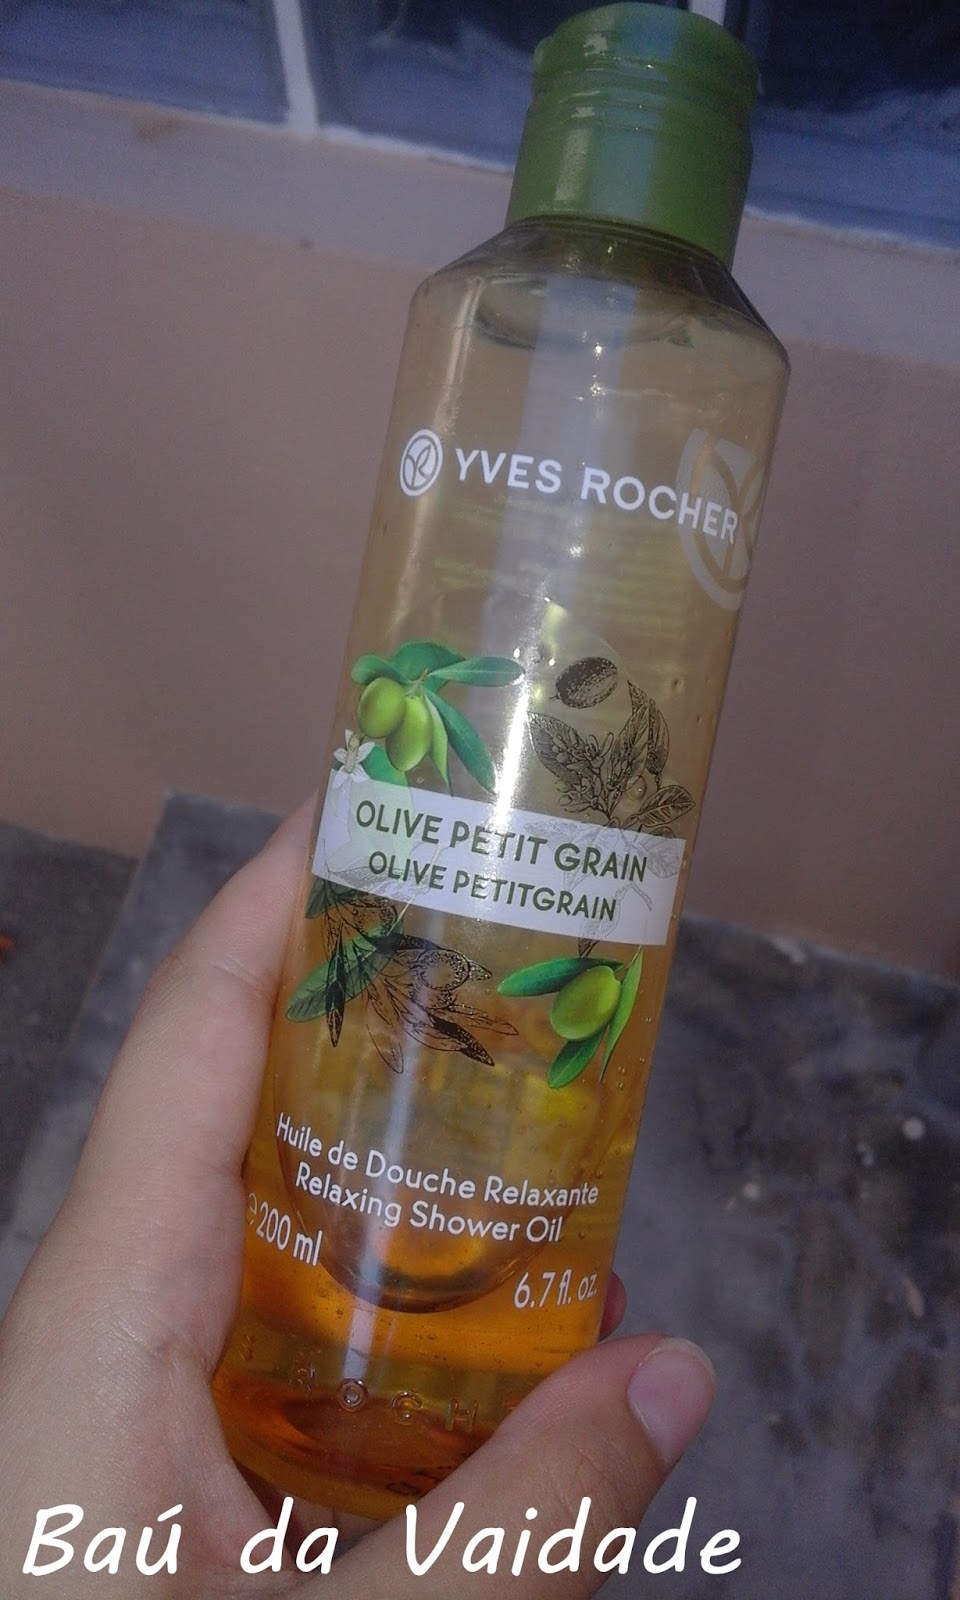 YVES ROCHER
OLIVE PETIT GRAIN
OLIVE PETITGRAIN
Huile de Douche Relaxante
Relaxing Shower Oil
e 200 ml
6.7 fl. oz.
ROCH
Baú da Vaidade